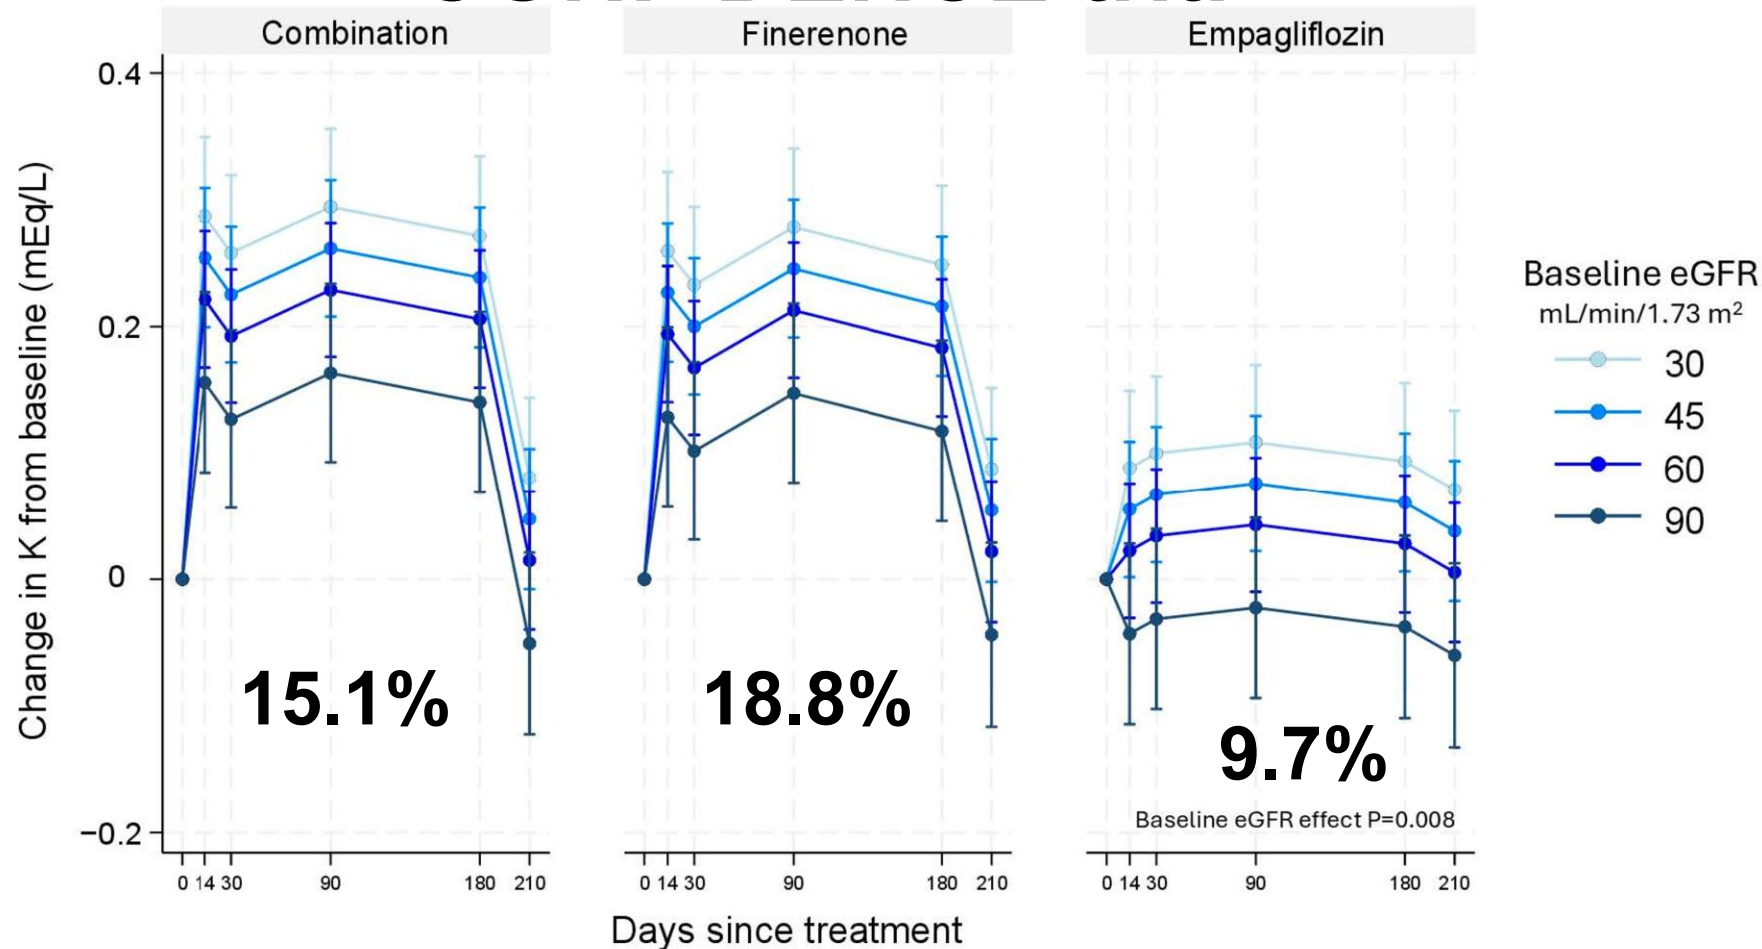 Combination
Finerenone
Empagliflozin
Change in K from baseline (mEq/L)
0.4
0.2
0
−0.2
15.1%
18.8%
9.7%
Baseline eGFR effect P=0.008
0 14 30 90 180 210
0 14 30 90 180 210
0 14 30 90 180 210
Days since treatment
Baseline eGFR
mL/min/1.73 m²
30
45
60
90